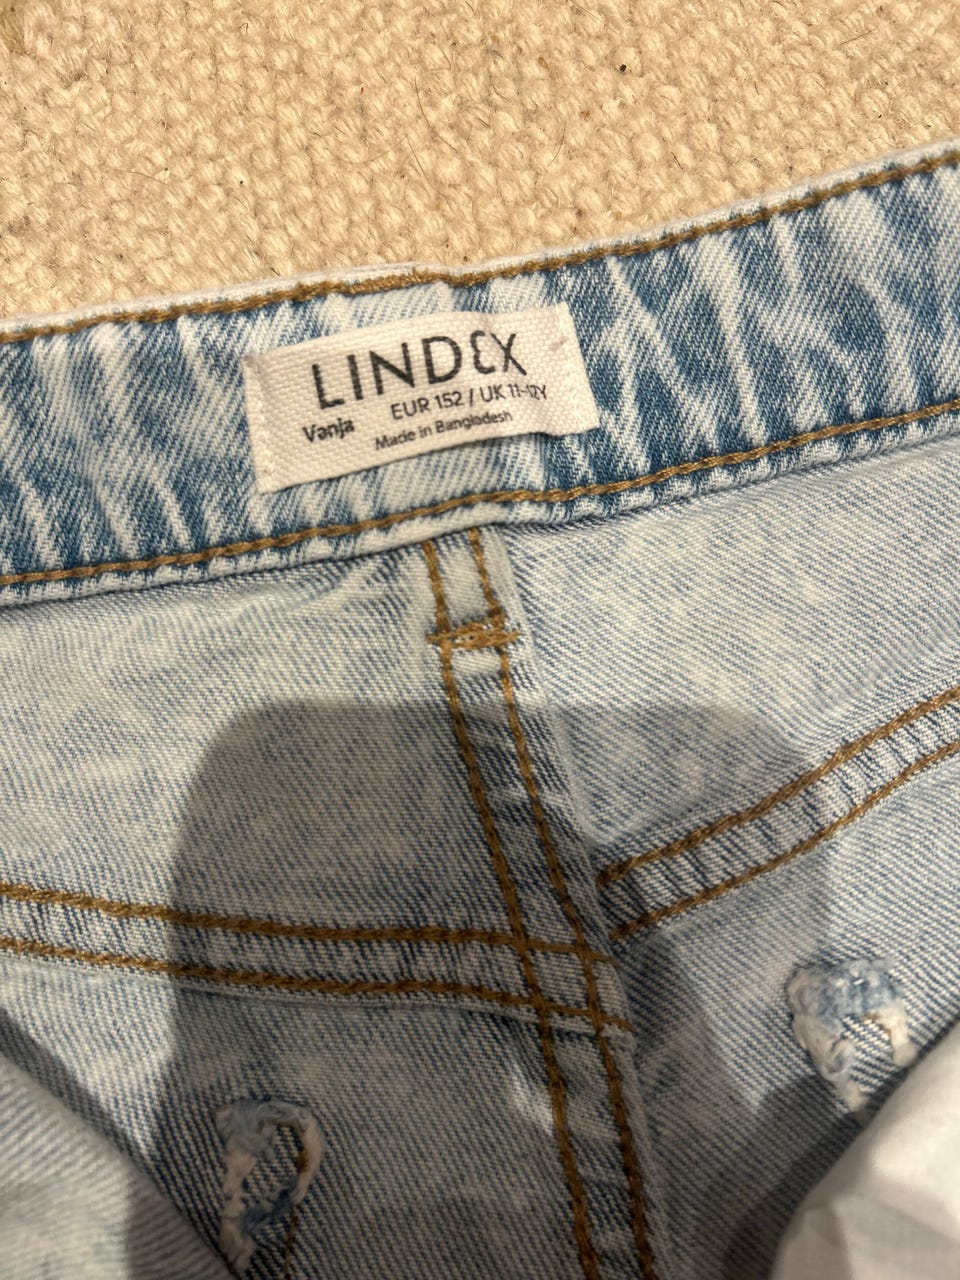 LINDEX
EUR 152 / UK 11-12Y
Vanja
Made in Bangladesh